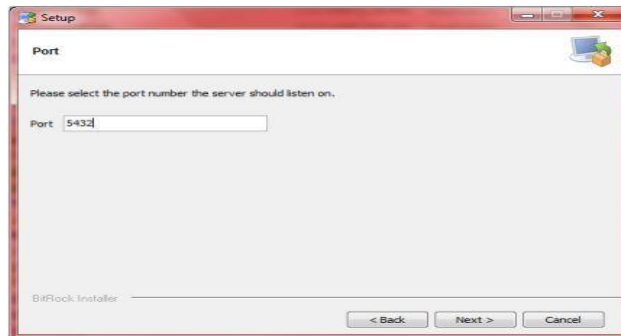 Setup
Port
Please select the port number the server should listen on.
Port 5432
BitRock Installer
< Back Next > Cancel